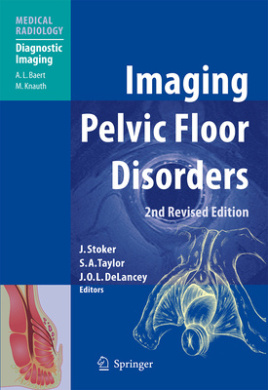 MEDICAL
RADIOLOGY
Diagnostic
Imaging
A. L. Baert
M. Knauth
Imaging
Pelvic Floor
Disorders
2nd Revised Edition
J. Stoker
S. A. Taylor
J. O. L. DeLancey
Editors
Springer